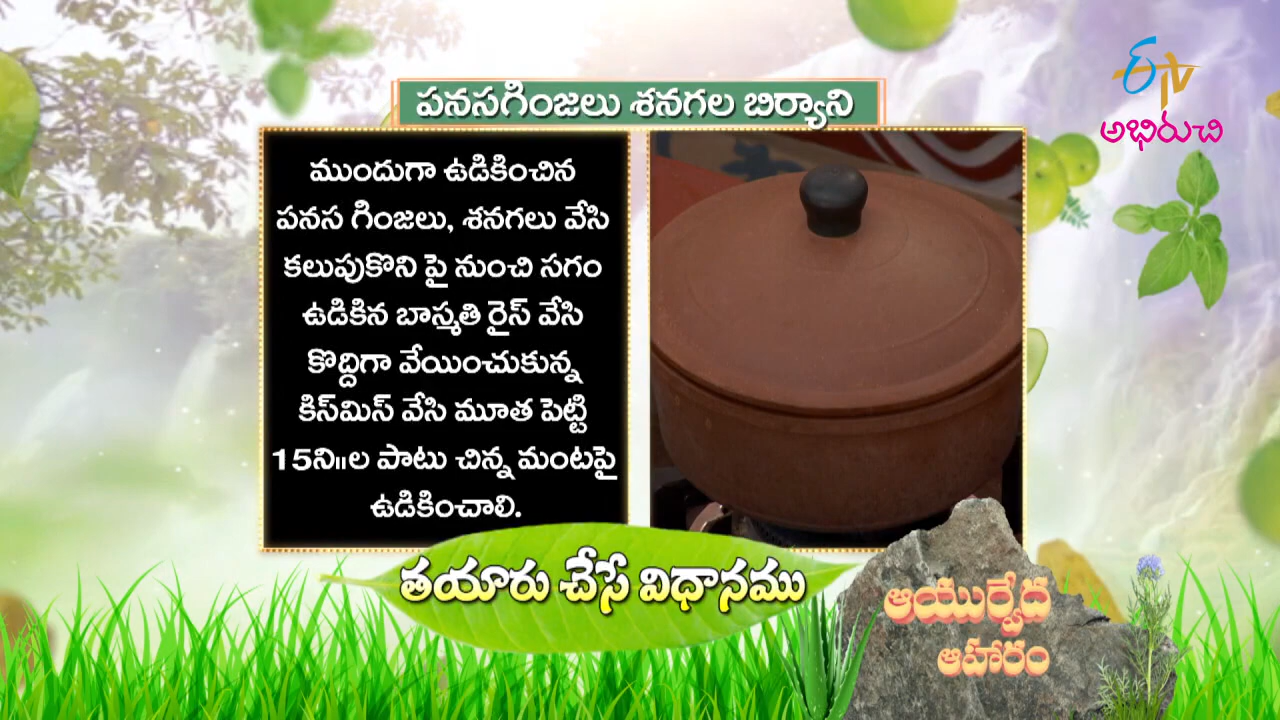 పనసగింజలు శనగల బిర్యాని
ETV
అభిరుచి
ముందుగా ఉడికించిన
పనస గింజలు, శనగలు వేసి
కలుపుకొని పై నుంచి సగం
ఉడికిన బాస్మతి రైస్ వేసి
కొద్దిగా వేయించుకున్న
కిస్‌మిస్ వేసి మూత పెట్టి
15ని॥ల పాటు చిన్న మంటపై
ఉడికించాలి.
తయారు చేసే విధానము
ఆయుర్వేద
ఆహారం